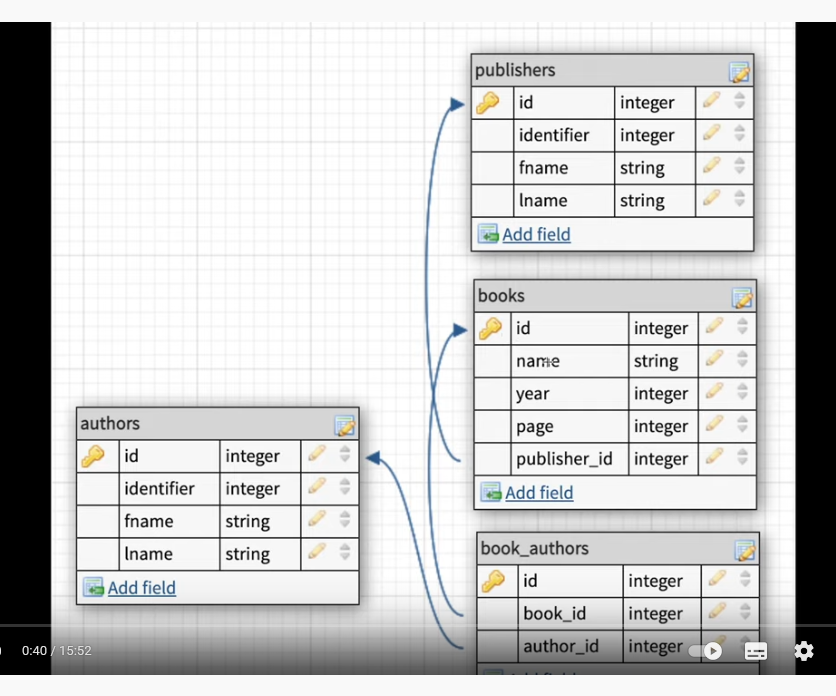 publishers
id integer
identifier integer
fname string
lname string
Add field
books
id integer
name string
year integer
page integer
publisher_id integer
Add field
authors
id integer
identifier integer
fname string
lname string
Add field
book_authors
id integer
book_id integer
author_id integer
0:40 / 15:52